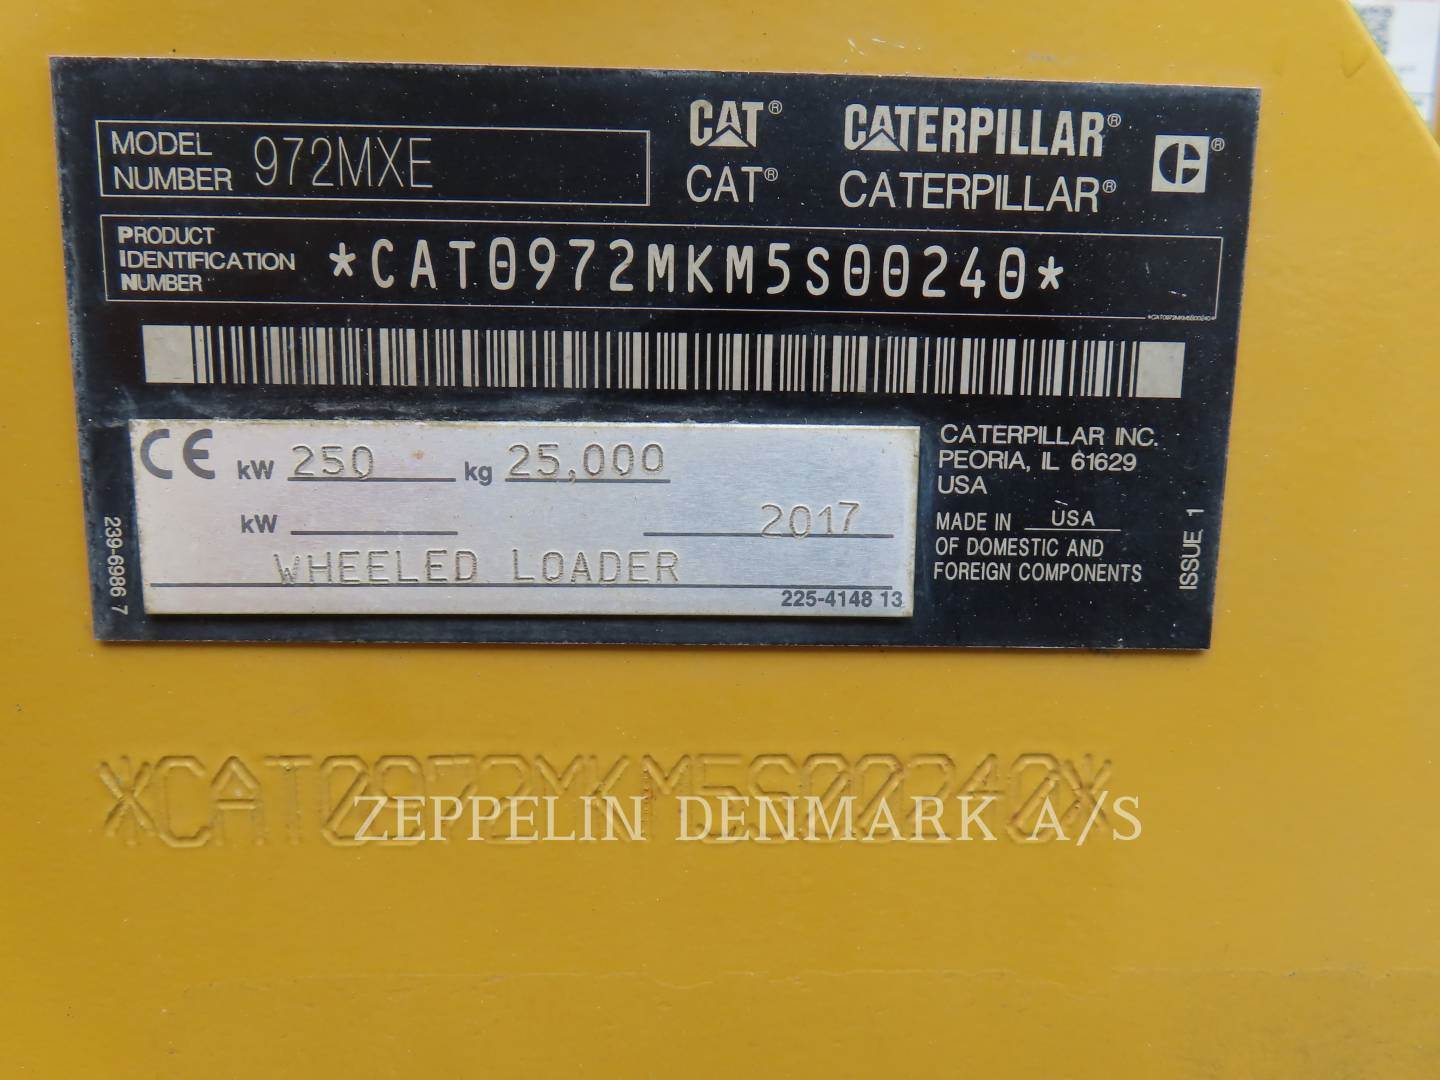 MODEL NUMBER 972MXE
CAT® CATERPILLAR®
CAT® CATERPILLAR®
PRODUCT IDENTIFICATION NUMBER *CAT0972MKM5S00240*
*CAT0972MKM5S00240*
CE kW 250 kg 25,000
kW 2017
WHEELED LOADER
225-4148 13
239-6986 7
CATERPILLAR INC.
PEORIA, IL 61629
USA
MADE IN USA
OF DOMESTIC AND
FOREIGN COMPONENTS
ISSUE 1
*CAT0972MKM5S00240*
ZEPPELIN DENMARK A/S